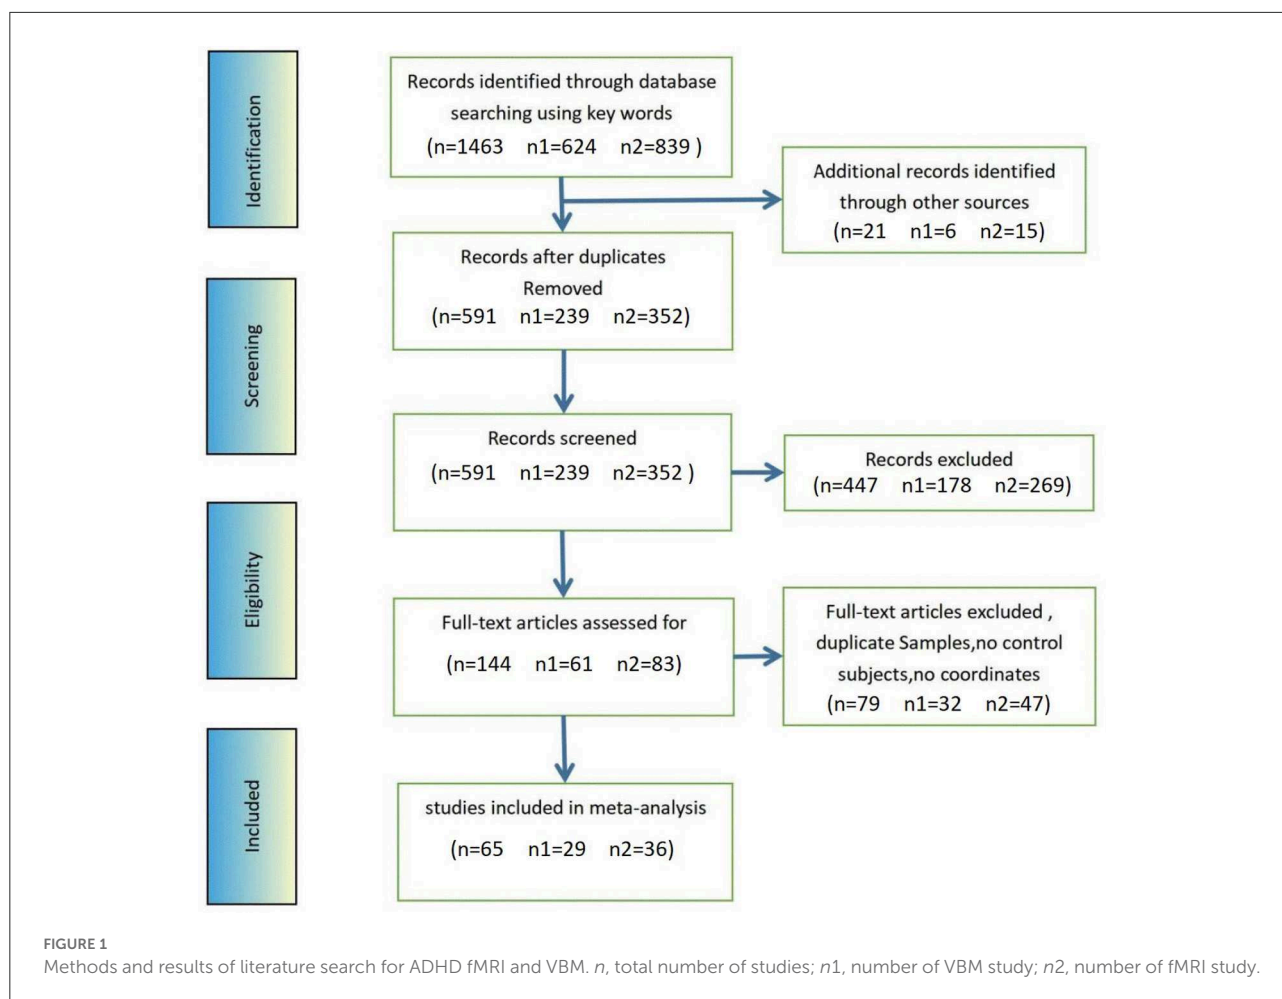 Identification
Records identified through database
searching using key words
(n=1463 n1=624 n2=839 )
Additional records identified
through other sources
(n=21 n1=6 n2=15)
Records after duplicates
Removed
(n=591 n1=239 n2=352)
Screening
Records screened
(n=591 n1=239 n2=352 )
Records excluded
(n=447 n1=178 n2=269)
Eligibility
Full-text articles assessed for
(n=144 n1=61 n2=83)
Full-text articles excluded ,
duplicate Samples,no control
subjects,no coordinates
(n=79 n1=32 n2=47)
Included
studies included in meta-analysis
(n=65 n1=29 n2=36)
FIGURE 1
Methods and results of literature search for ADHD fMRI and VBM. n, total number of studies; n1, number of VBM study; n2, number of fMRI study.